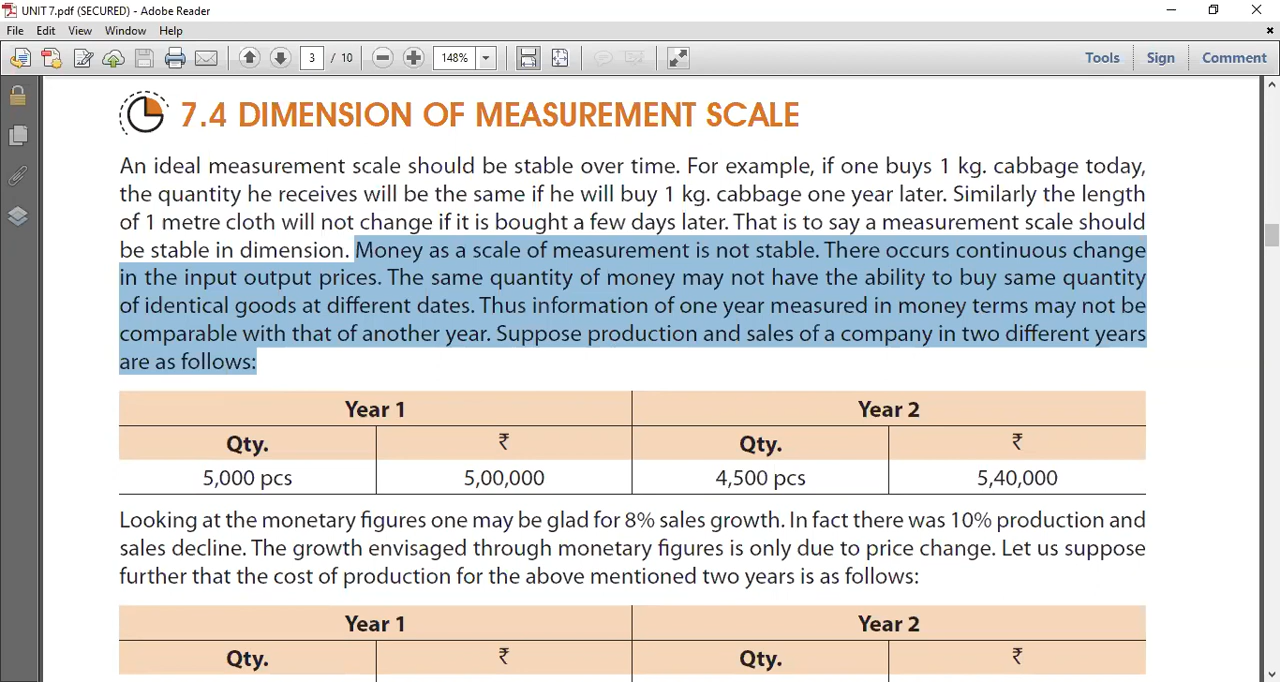 UNIT 7.pdf (SECURED) - Adobe Reader
File Edit View Window Help
3 / 10 148% Tools Sign Comment
7.4 DIMENSION OF MEASUREMENT SCALE
An ideal measurement scale should be stable over time. For example, if one buys 1 kg. cabbage today,
the quantity he receives will be the same if he will buy 1 kg. cabbage one year later. Similarly the length
of 1 metre cloth will not change if it is bought a few days later. That is to say a measurement scale should
be stable in dimension. Money as a scale of measurement is not stable. There occurs continuous change
in the input output prices. The same quantity of money may not have the ability to buy same quantity
of identical goods at different dates. Thus information of one year measured in money terms may not be
comparable with that of another year. Suppose production and sales of a company in two different years
are as follows:
Year 1 Year 2
Qty. ₹ Qty. ₹
5,000 pcs 5,00,000 4,500 pcs 5,40,000
Looking at the monetary figures one may be glad for 8% sales growth. In fact there was 10% production and
sales decline. The growth envisaged through monetary figures is only due to price change. Let us suppose
further that the cost of production for the above mentioned two years is as follows:
Year 1 Year 2
Qty. ₹ Qty. ₹